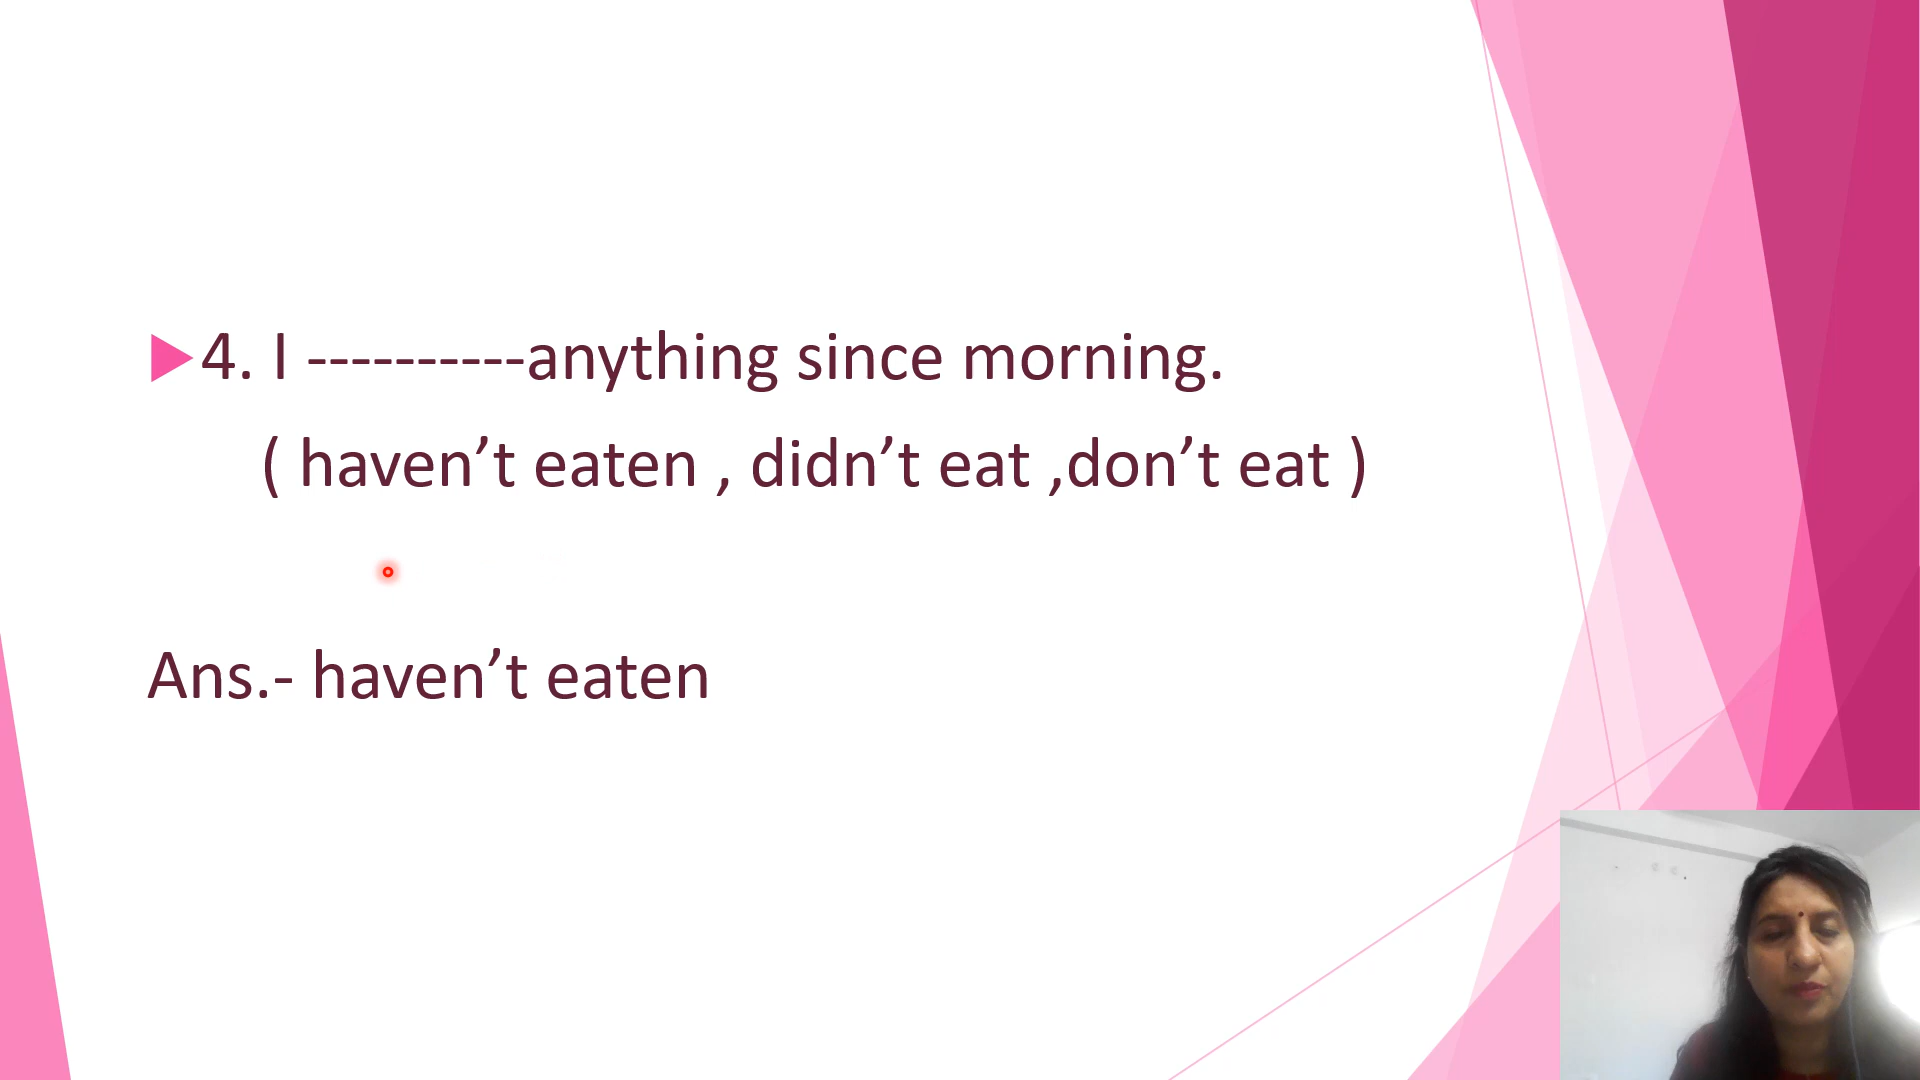 4. I ----------anything since morning.
( haven’t eaten , didn’t eat ,don’t eat )
Ans.- haven’t eaten